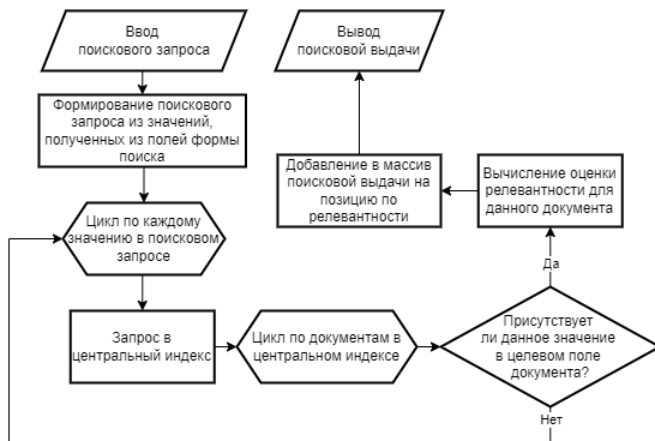 Ввод
поискового запроса
Вывод
поисковой выдачи
Формирование поискового
запроса из значений,
полученных из полей формы
поиска
Добавление в массив
поисковой выдачи на
позицию по
релевантности
Вычисление оценки
релевантности для
данного документа
Цикл по каждому
значению в поисковом
запросе
Да
Запрос в
центральный индекс
Цикл по документам в
центральном индексе
Присутствует
ли данное значение
в целевом поле
документа?
Нет